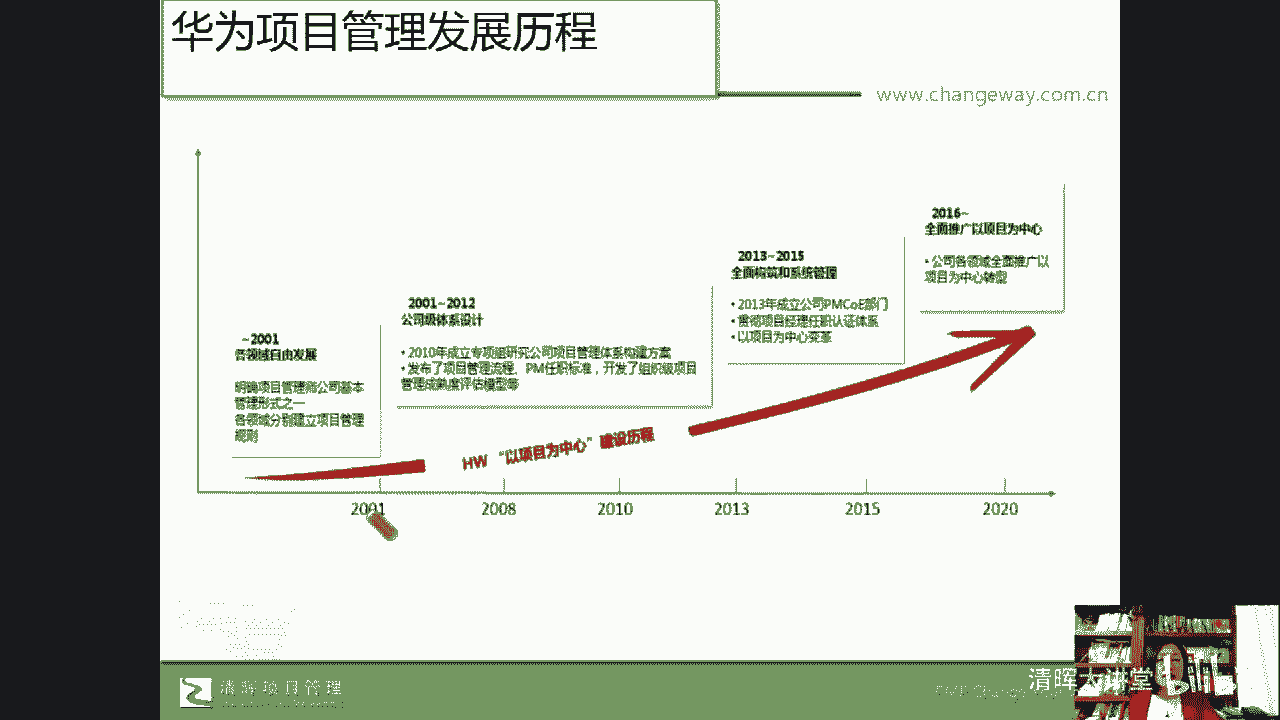 华为项目管理发展历程
www.changeway.com.cn
2016~
全面推广以项目为中心
• 公司各领域全面推广以
项目为中心转型
2013~2015
全面构筑和系统管理
• 2013年成立公司PMCoE部门
• 贯彻项目经理任职认证体系
• 以项目为中心变革
2001~2012
公司级体系设计
• 2010年成立专项组研究公司项目管理体系构建方案
• 发布了项目管理流程、PM任职标准，开发了组织级项目
管理成熟度评估模型等
~2001
各领域自由发展
明确项目管理为公司基本
管理形式之一
各领域分别建立项目管理
规则
HW “以项目为中心”建设历程
2001
2008
2010
2013
2015
2020
清晖项目管理
清晖大讲堂